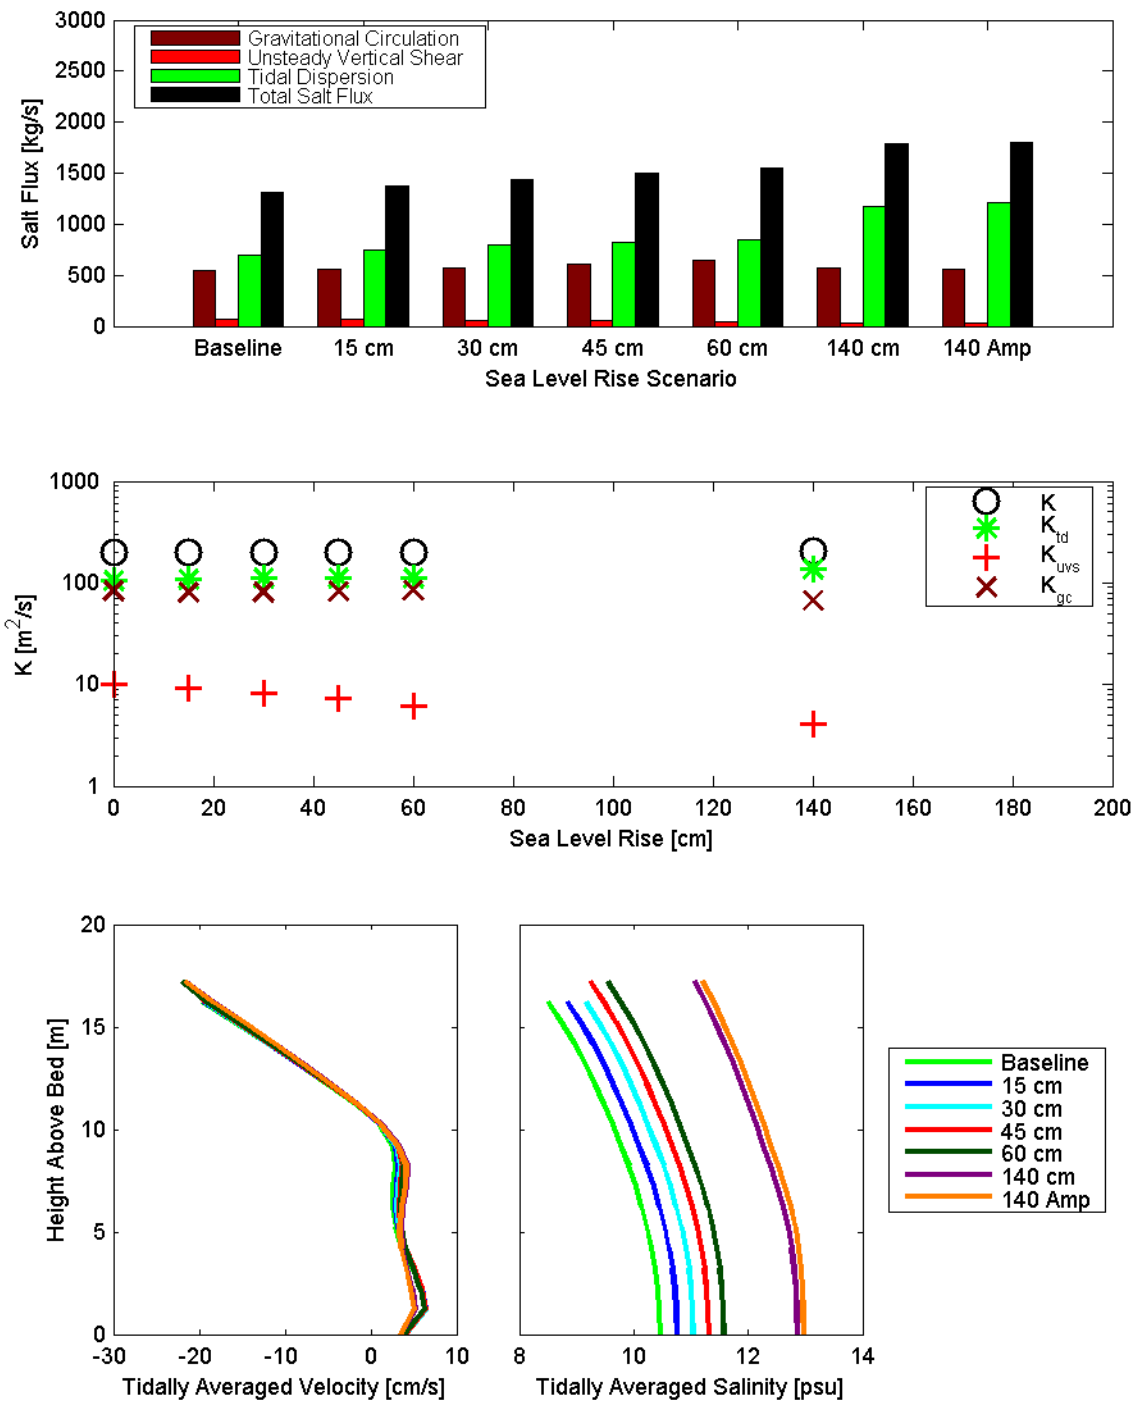 3000
2500
2000
1500
1000
500
0
Salt Flux [kg/s]
Gravitational Circulation
Unsteady Vertical Shear
Tidal Dispersion
Total Salt Flux
Baseline 15 cm 30 cm 45 cm 60 cm 140 cm 140 Amp
Sea Level Rise Scenario
1000
100
10
1
K [m²/s]
K
K_td
K_uvs
K_gc
0 20 40 60 80 100 120 140 160 180 200
Sea Level Rise [cm]
20
15
10
5
0
Height Above Bed [m]
-30 -20 -10 0 10
Tidally Averaged Velocity [cm/s]
8 10 12 14
Tidally Averaged Salinity [psu]
Baseline
15 cm
30 cm
45 cm
60 cm
140 cm
140 Amp